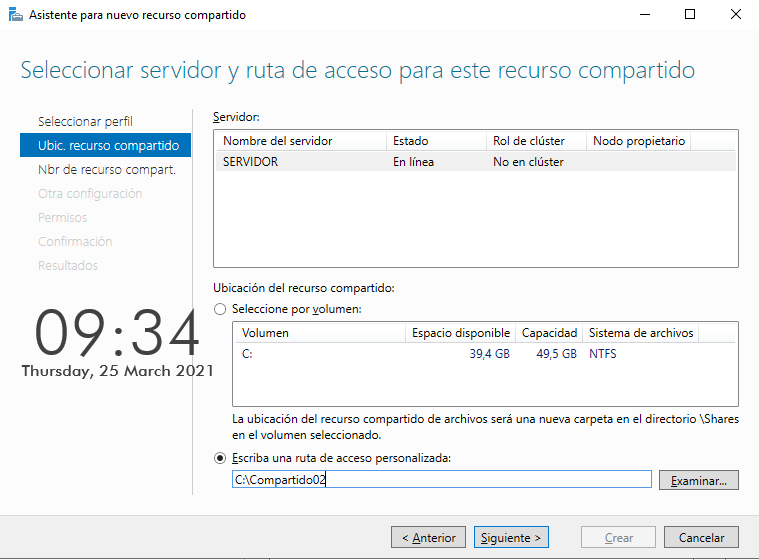 Asistente para nuevo recurso compartido
Seleccionar servidor y ruta de acceso para este recurso compartido
Seleccionar perfil
Ubic. recurso compartido
Nbr de recurso compart.
Otra configuración
Permisos
Confirmación
Resultados
09:34
Thursday, 25 March 2021
Servidor:
Nombre del servidor Estado Rol de clúster Nodo propietario
SERVIDOR En línea No en clúster
Ubicación del recurso compartido:
Seleccione por volumen:
Volumen Espacio disponible Capacidad Sistema de archivos
C: 39,4 GB 49,5 GB NTFS
La ubicación del recurso compartido de archivos será una nueva carpeta en el directorio \Shares
en el volumen seleccionado.
Escriba una ruta de acceso personalizada:
C:\Compartido02
Examinar...
< Anterior Siguiente > Crear Cancelar